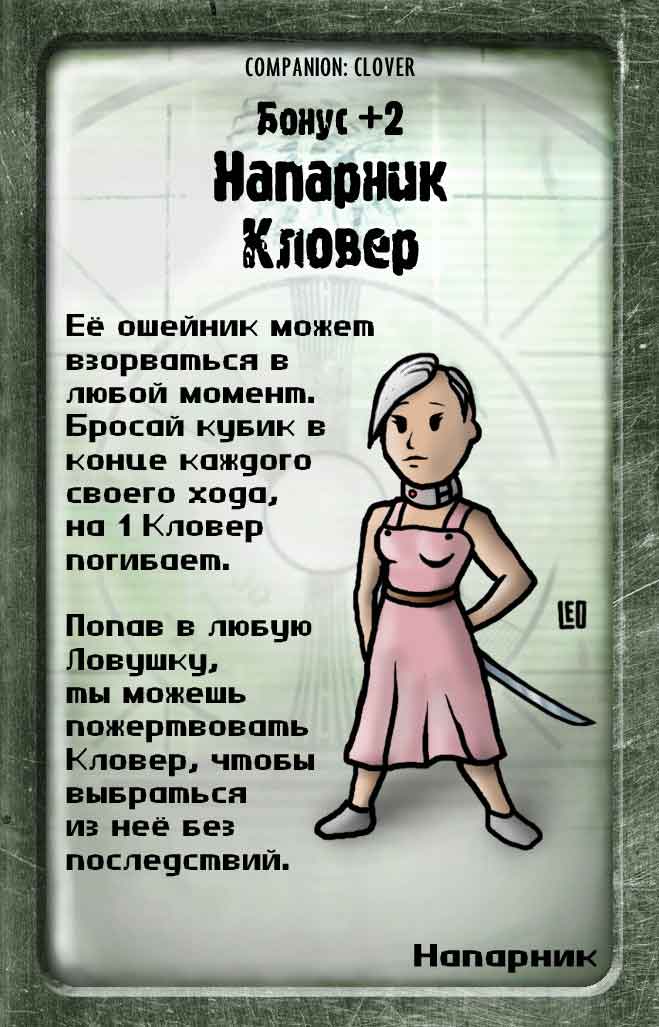 COMPANION: CLOVER
Бонус +2
Напарник
Кловер
Её ошейник может
взорваться в
любой момент.
Бросай кубик в
конце каждого
своего хода,
на 1 Кловер
погибает.
Попав в любую
Ловушку,
ты можешь
пожертвовать
Кловер, чтобы
выбраться
из неё без
последствий.
LEO
Напарник